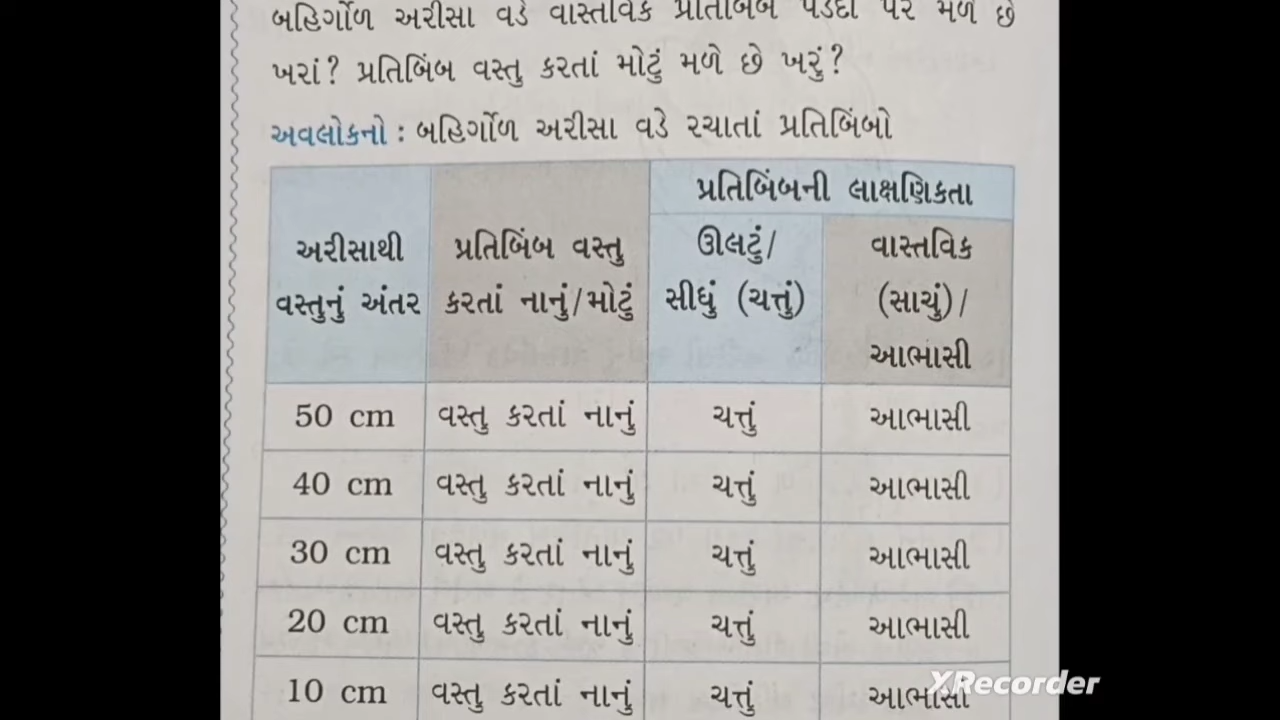 બહિર્ગોળ અરીસા વડે વાસ્તવિક પ્રતિબિંબ પડદા પર મળે છે
ખરાં? પ્રતિબિંબ વસ્તુ કરતાં મોટું મળે છે ખરું?
અવલોકનો : બહિર્ગોળ અરીસા વડે રચાતાં પ્રતિબિંબો
પ્રતિબિંબની લાક્ષણિકતા
અરીસાથી વસ્તુનું અંતર
પ્રતિબિંબ વસ્તુ કરતાં નાનું/મોટું
ઊલટું/ સીધું (ચત્તું)
વાસ્તવિક (સાચું)/ આભાસી
50 cm વસ્તુ કરતાં નાનું ચત્તું આભાસી
40 cm વસ્તુ કરતાં નાનું ચત્તું આભાસી
30 cm વસ્તુ કરતાં નાનું ચત્તું આભાસી
20 cm વસ્તુ કરતાં નાનું ચત્તું આભાસી
10 cm વસ્તુ કરતાં નાનું ચત્તું આભાસી
XRecorder